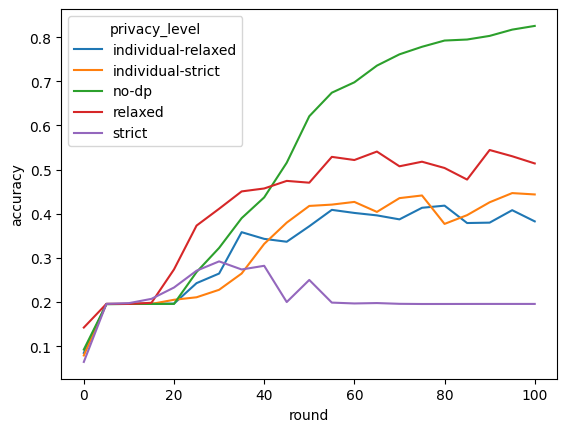 privacy_level
individual-relaxed
individual-strict
no-dp
relaxed
strict
accuracy
0.8
0.7
0.6
0.5
0.4
0.3
0.2
0.1
0 20 40 60 80 100
round